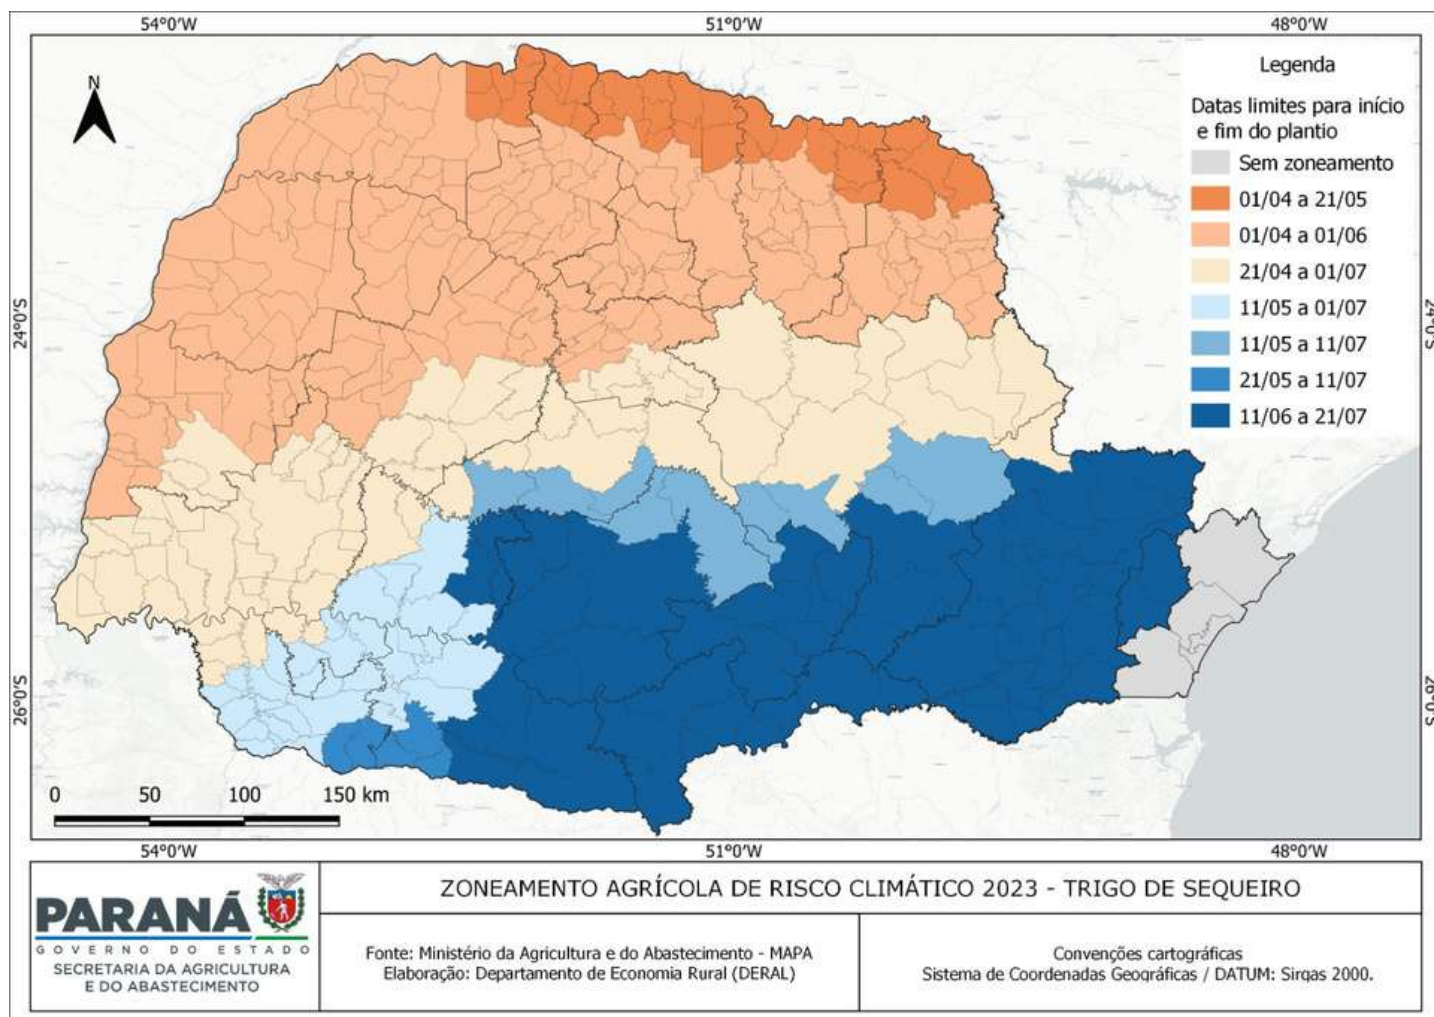 54°0'W 51°0'W 48°0'W
N
Legenda
Datas limites para início
e fim do plantio
Sem zoneamento
01/04 a 21/05
01/04 a 01/06
21/04 a 01/07
11/05 a 01/07
11/05 a 11/07
21/05 a 11/07
11/06 a 21/07
24°0'S 24°0'S
26°0'S 26°0'S
0 50 100 150 km
54°0'W 51°0'W 48°0'W
PARANÁ
GOVERNO DO ESTADO
SECRETARIA DA AGRICULTURA
E DO ABASTECIMENTO
ZONEAMENTO AGRÍCOLA DE RISCO CLIMÁTICO 2023 - TRIGO DE SEQUEIRO
Fonte: Ministério da Agricultura e do Abastecimento - MAPA
Elaboração: Departamento de Economia Rural (DERAL)
Convenções cartográficas
Sistema de Coordenadas Geográficas / DATUM: Sirgas 2000.